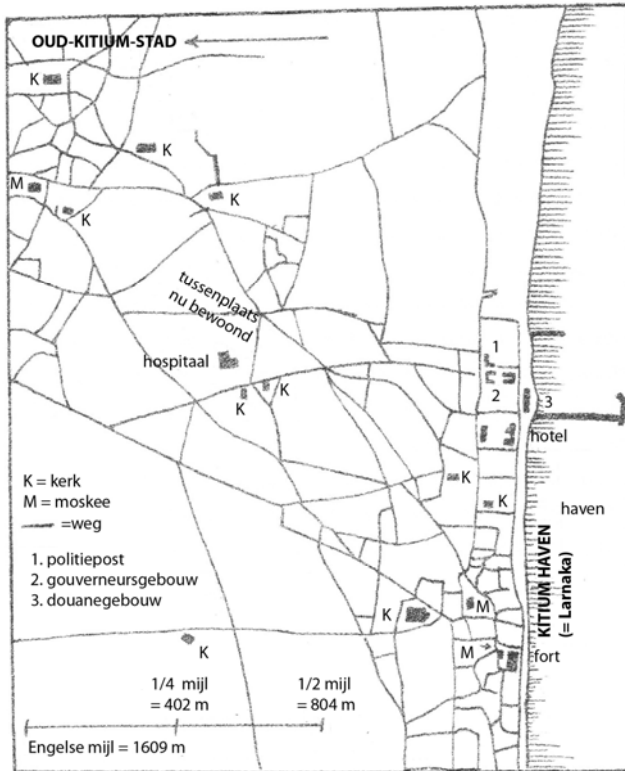 OUD-KITIUM-STAD
K
K
M
K
K
tussenplaats
nu bewoond
hospitaal
K
K
1
2
3
hotel
K = kerk
M = moskee
=weg
K
K
haven
1. politiepost
2. gouverneursgebouw
3. douanegebouw
KITIUM HAVEN
(= Larnaka)
K
M
M
fort
K
1/4 mijl
= 402 m
1/2 mijl
= 804 m
Engelse mijl = 1609 m